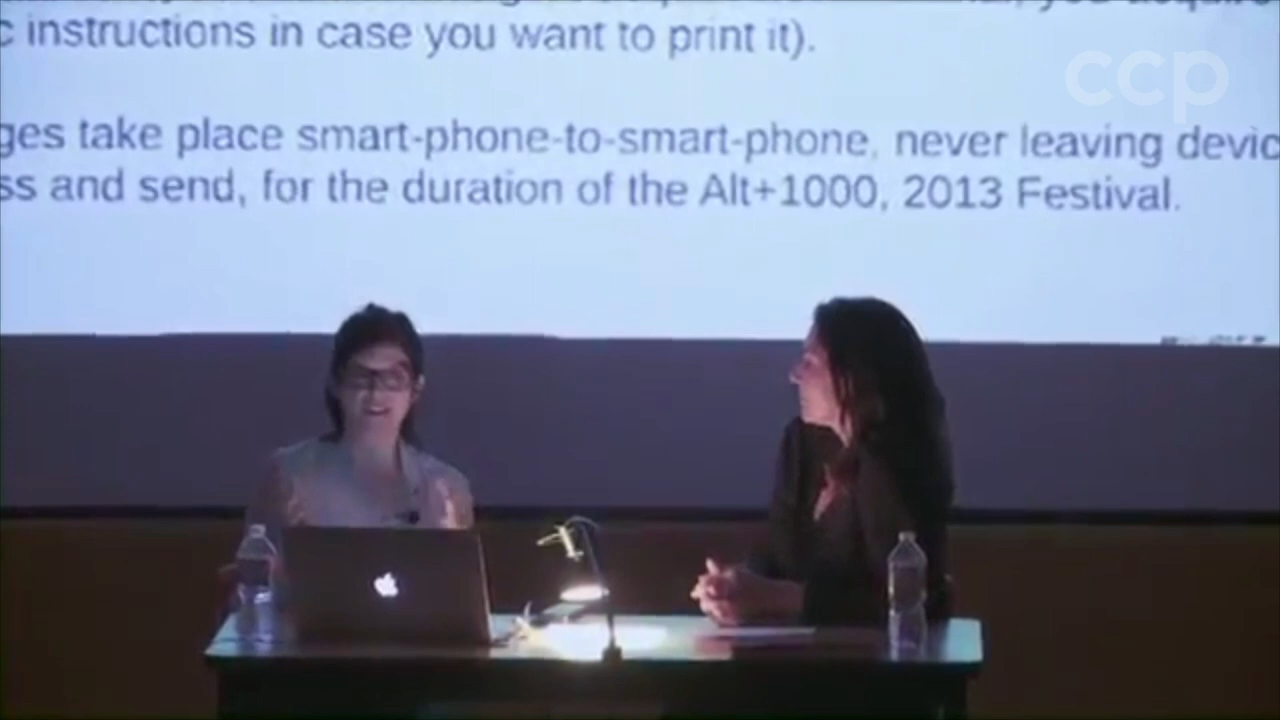 c instructions in case you want to print it).
ccp
ges take place smart-phone-to-smart-phone, never leaving devic
ss and send, for the duration of the Alt+1000, 2013 Festival.